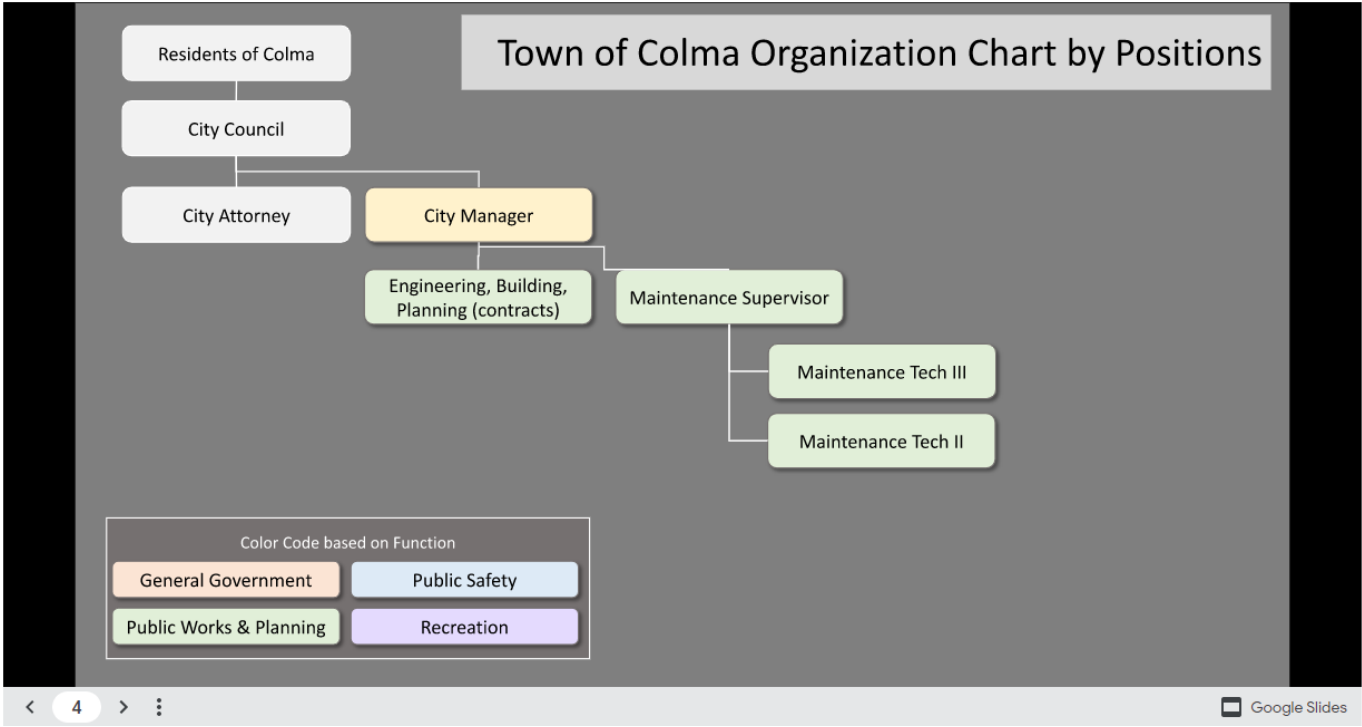 Town of Colma Organization Chart by Positions
Residents of Colma
City Council
City Attorney
City Manager
Engineering, Building,
Planning (contracts)
Maintenance Supervisor
Maintenance Tech III
Maintenance Tech II
Color Code based on Function
General Government
Public Safety
Public Works & Planning
Recreation
4
Google Slides